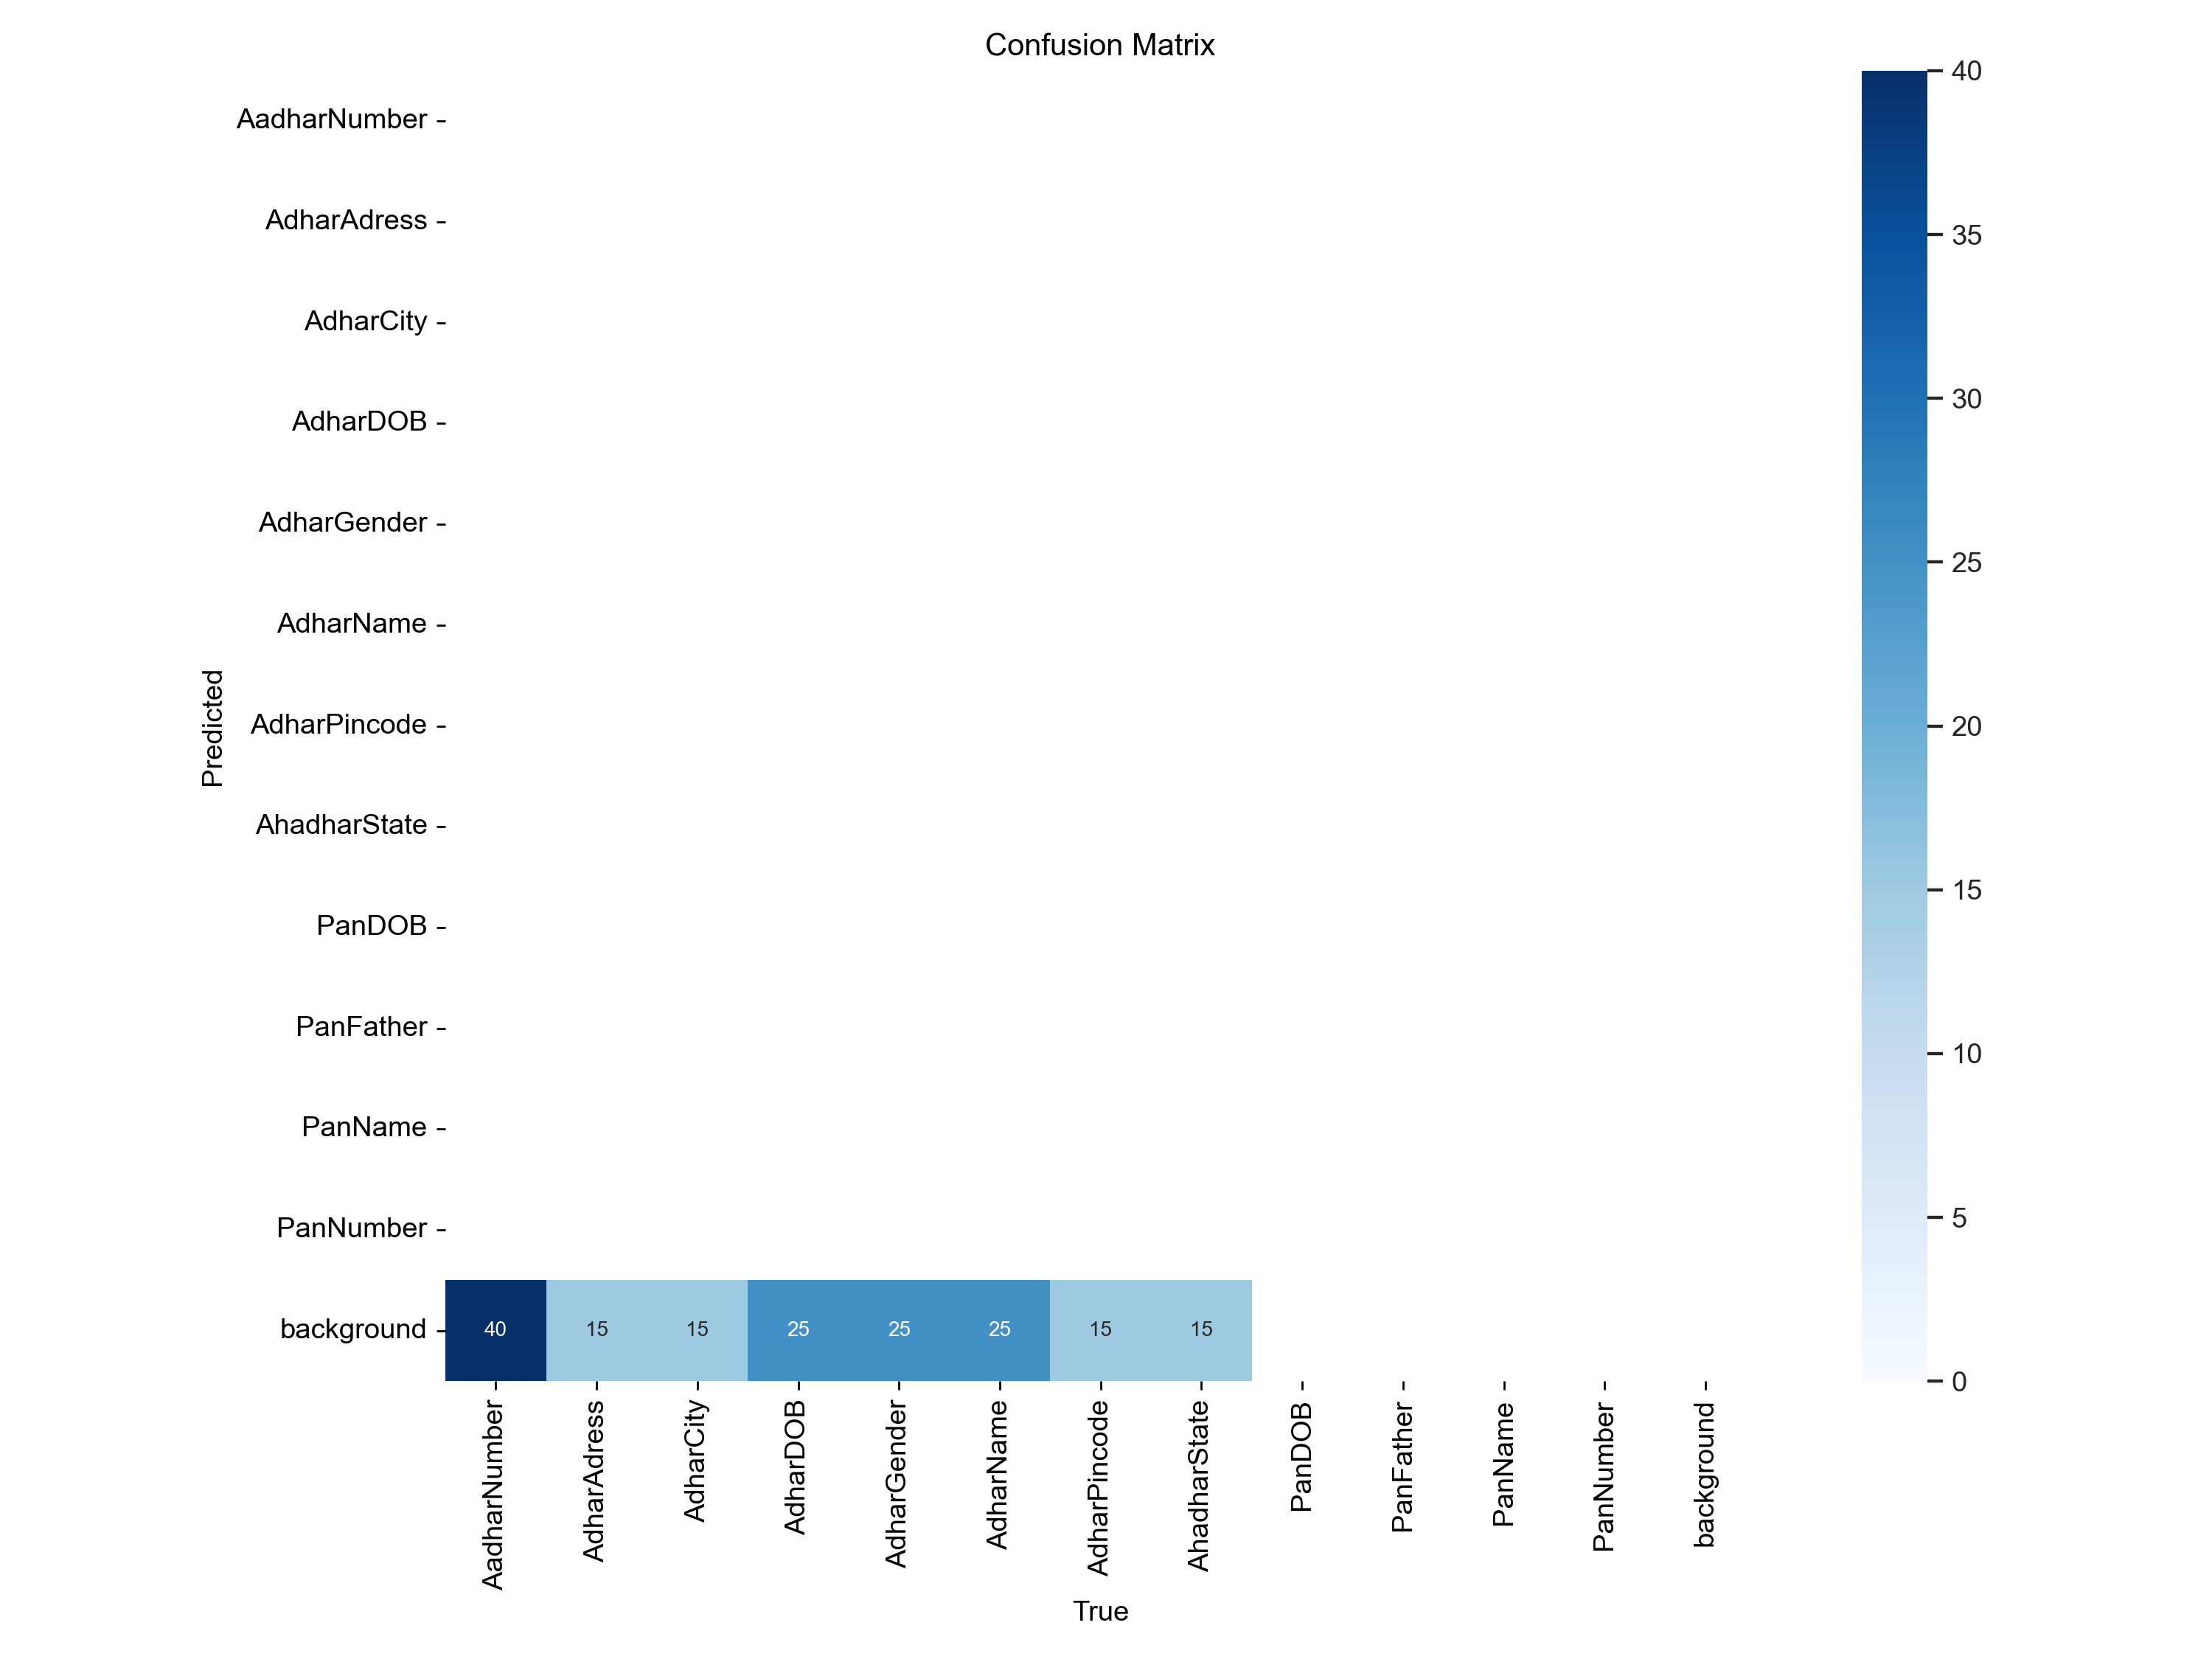 Confusion Matrix
AadharNumber
AdharAdress
AdharCity
AdharDOB
AdharGender
AdharName
AdharPincode
AhadharState
PanDOB
PanFather
PanName
PanNumber
background
Predicted
40 15 15 25 25 25 15 15
AadharNumber
AdharAdress
AdharCity
AdharDOB
AdharGender
AdharName
AdharPincode
AhadharState
PanDOB
PanFather
PanName
PanNumber
background
True
40
35
30
25
20
15
10
5
0